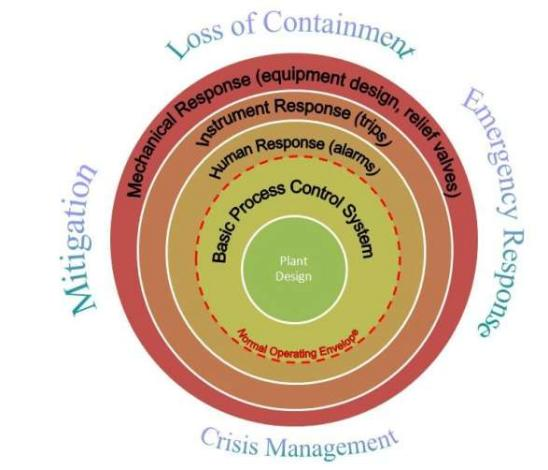 Loss of Containment
Mechanical Response (equipment design, relief valves)
Instrument Response (trips)
Human Response (alarms)
Basic Process Control System
Plant
Design
Normal Operating Envelope
Mitigation
Emergency Response
Crisis Management